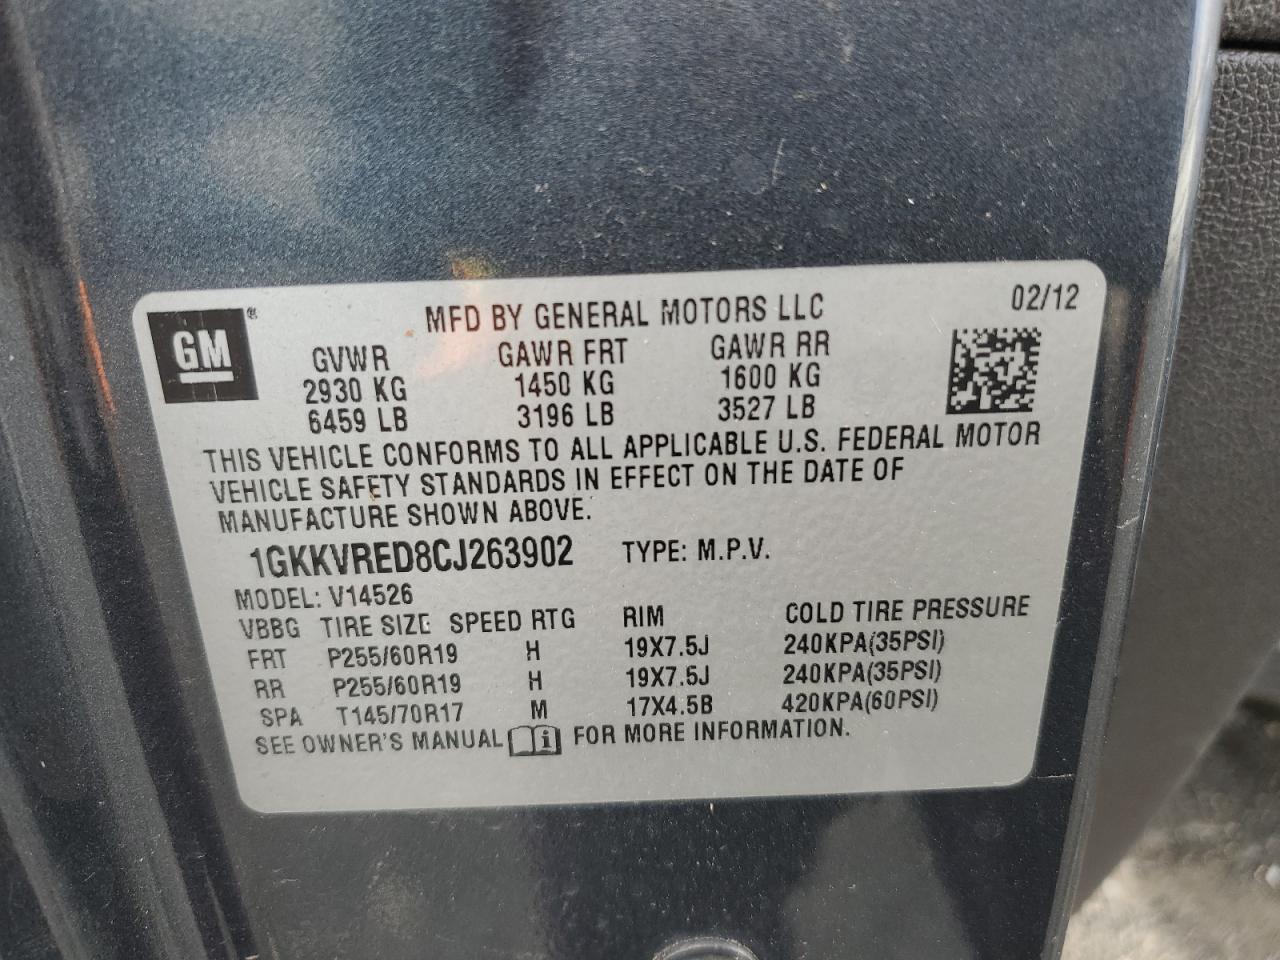 GM ®
MFD BY GENERAL MOTORS LLC 02/12
GVWR GAWR FRT GAWR RR
2930 KG 1450 KG 1600 KG
6459 LB 3196 LB 3527 LB
THIS VEHICLE CONFORMS TO ALL APPLICABLE U.S. FEDERAL MOTOR
VEHICLE SAFETY STANDARDS IN EFFECT ON THE DATE OF
MANUFACTURE SHOWN ABOVE.
1GKKVRED8CJ263902 TYPE: M.P.V.
MODEL: V14526
VBBG TIRE SIZE SPEED RTG RIM COLD TIRE PRESSURE
FRT P255/60R19 H 19X7.5J 240KPA(35PSI)
RR P255/60R19 H 19X7.5J 240KPA(35PSI)
SPA T145/70R17 M 17X4.5B 420KPA(60PSI)
SEE OWNER'S MANUAL i FOR MORE INFORMATION.